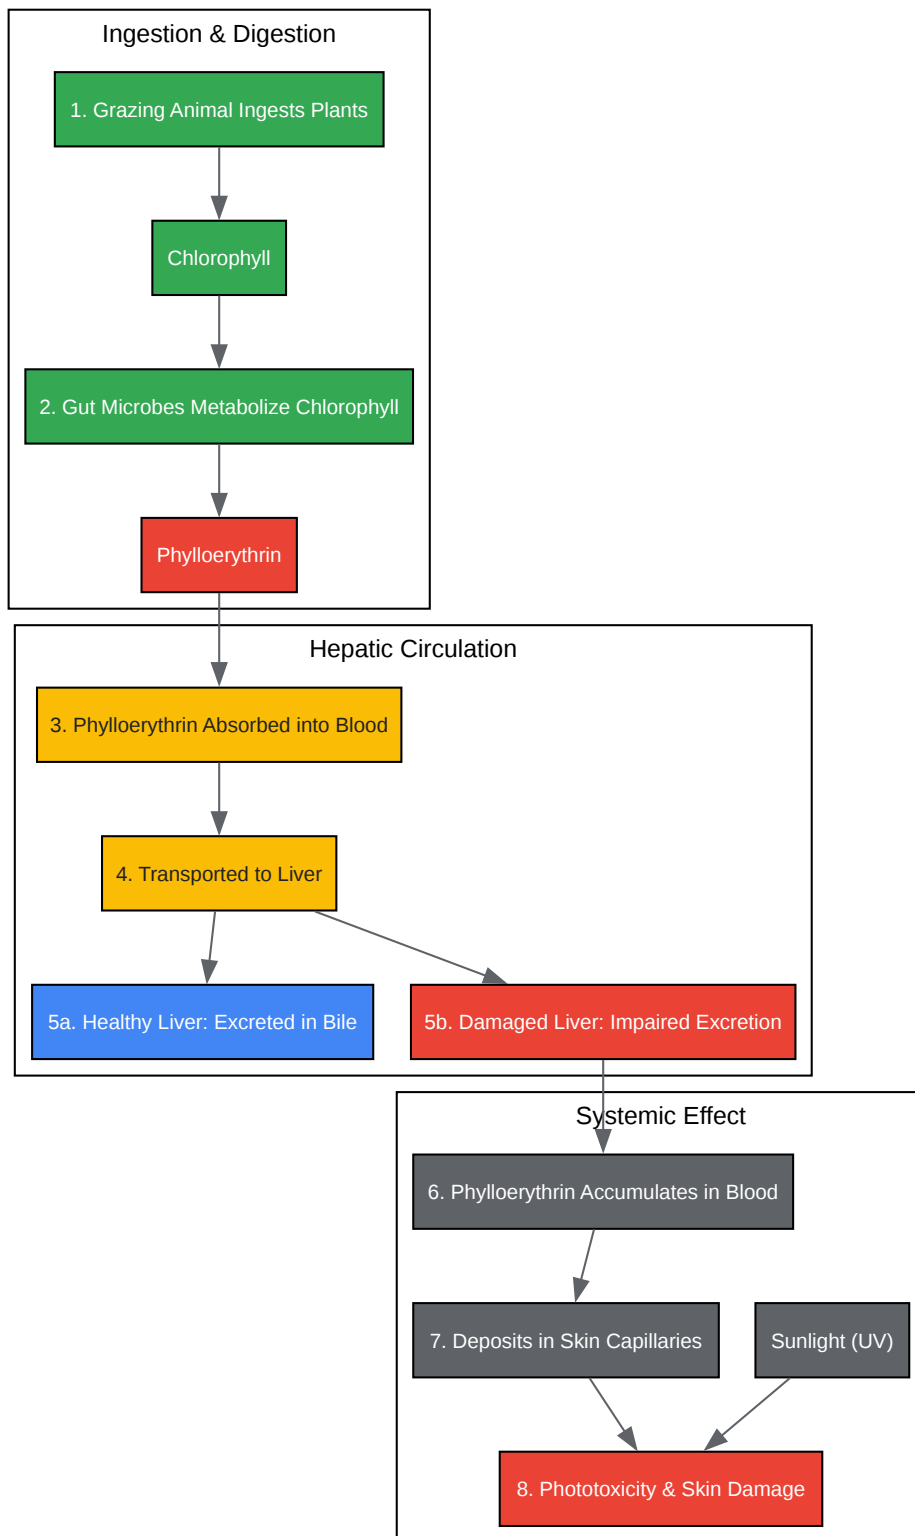 Ingestion & Digestion
1. Grazing Animal Ingests Plants
Chlorophyll
2. Gut Microbes Metabolize Chlorophyll
Phylloerythrin
Hepatic Circulation
3. Phylloerythrin Absorbed into Blood
4. Transported to Liver
5a. Healthy Liver: Excreted in Bile
5b. Damaged Liver: Impaired Excretion
Systemic Effect
6. Phylloerythrin Accumulates in Blood
7. Deposits in Skin Capillaries
Sunlight (UV)
8. Phototoxicity & Skin Damage